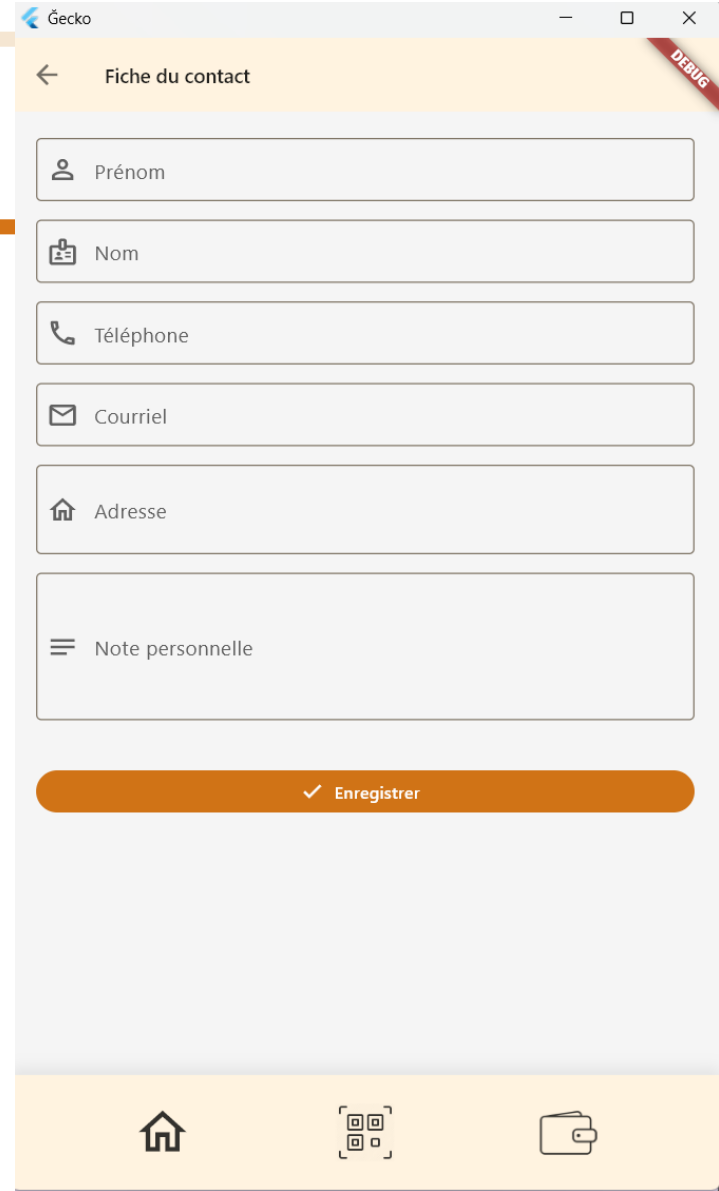 Ğecko
Fiche du contact
DEBUG
Prénom
Nom
Téléphone
Courriel
Adresse
Note personnelle
Enregistrer